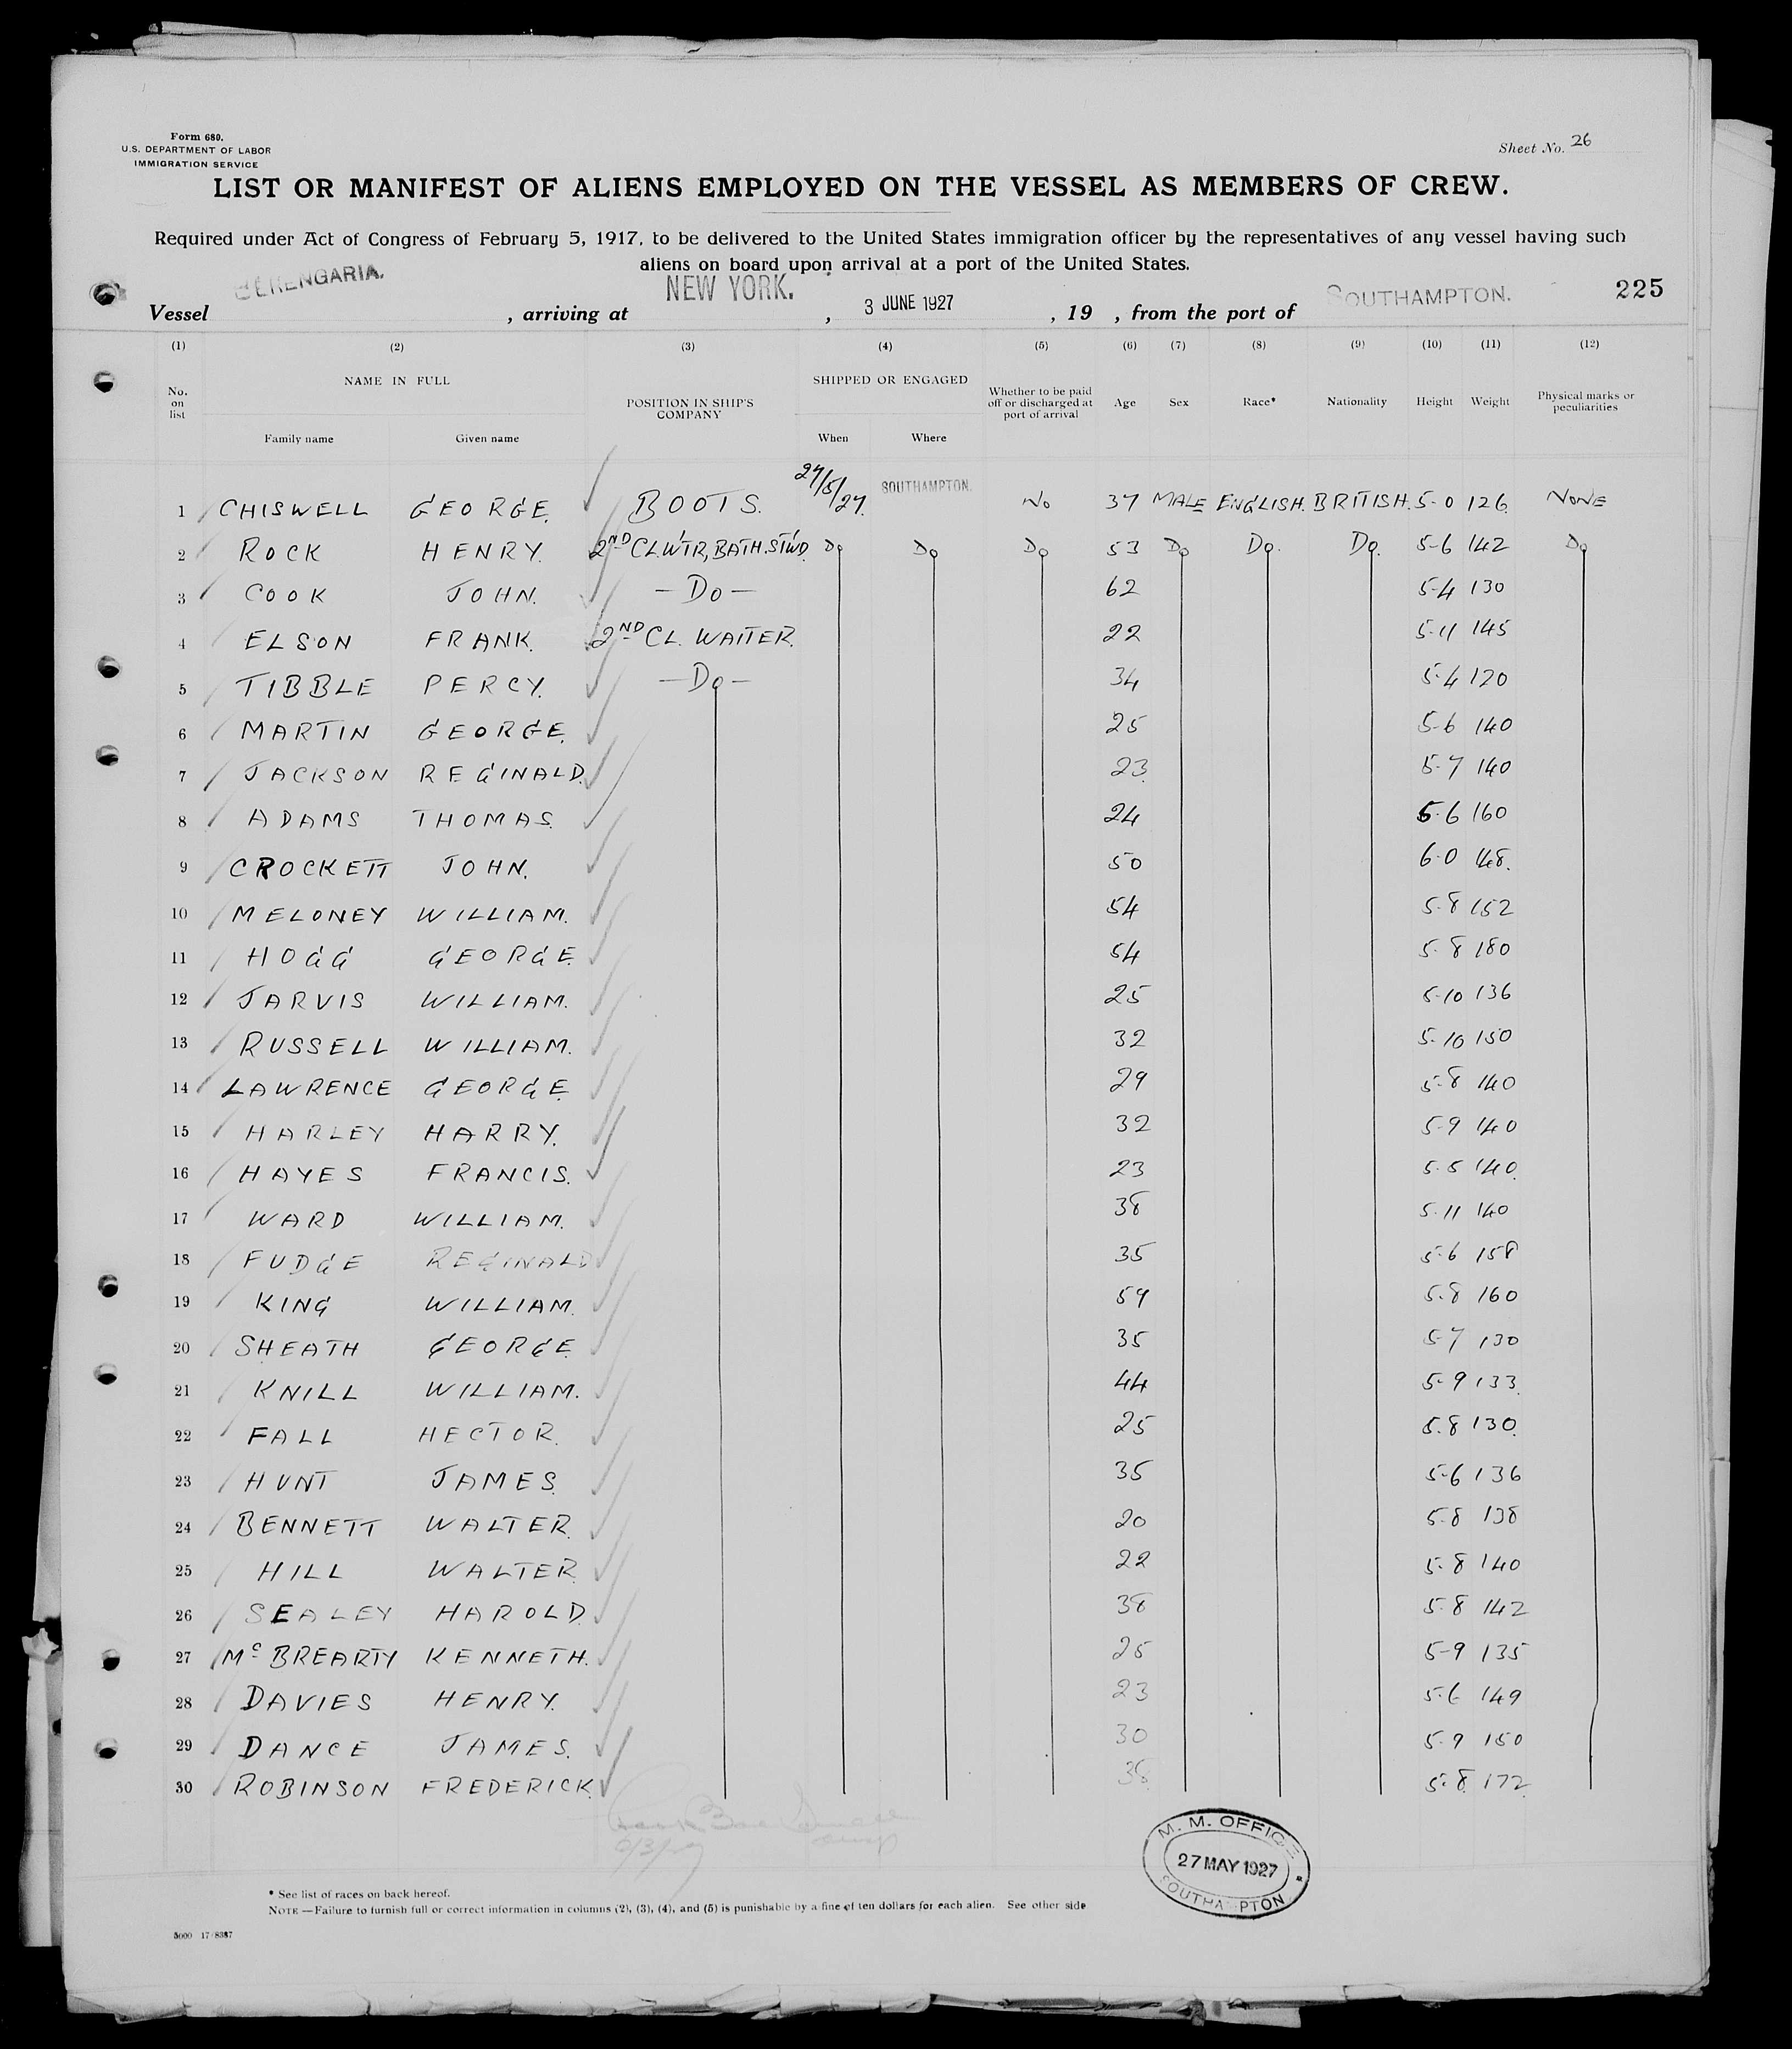 Form 680.
U.S. DEPARTMENT OF LABOR
IMMIGRATION SERVICE
Sheet No. 26
LIST OR MANIFEST OF ALIENS EMPLOYED ON THE VESSEL AS MEMBERS OF CREW.
Required under Act of Congress of February 5, 1917, to be delivered to the United States immigration officer by the representatives of any vessel having such
aliens on board upon arrival at a port of the United States.
Vessel BERENGARIA. , arriving at NEW YORK. , 3 JUNE 1927 , 19 , from the port of SOUTHAMPTON. 225
(1) (2) (3) (4) (5) (6) (7) (8) (9) (10) (11) (12)
No. on list NAME IN FULL POSITION IN SHIP'S COMPANY SHIPPED OR ENGAGED Whether to be paid off or discharged at port of arrival Age Sex Race* Nationality Height Weight Physical marks or peculiarities
Family name Given name When Where
1 CHISWELL GEORGE. BOOTS. 27/5/27. SOUTHAMPTON. No 37 MALE ENGLISH. BRITISH. 5-0 126 NONE
2 ROCK HENRY. 2ND CL.WTR, BATH.STWD. Do Do Do 53 Do Do. Do. 5-6 142 Do
3 COOK JOHN. — Do — 62 5-4 130
4 ELSON FRANK. 2ND CL. WAITER. 22 5-11 145
5 TIBBLE PERCY. — Do — 34 5-4 120
6 MARTIN GEORGE. 25 5-6 140
7 JACKSON REGINALD. 23 5-7 140
8 ADAMS THOMAS. 24 5-6 160
9 CROCKETT JOHN. 50 6-0 148.
10 MELONEY WILLIAM. 54 5-8 152
11 HOGG GEORGE. 54 5-8 180
12 JARVIS WILLIAM. 25 5-10 136
13 RUSSELL WILLIAM. 32 5-10 150
14 LAWRENCE GEORGE. 29 5-8 140
15 HARLEY HARRY. 32 5-9 140
16 HAYES FRANCIS. 23 5-5 140.
17 WARD WILLIAM. 38 5-11 140
18 FUDGE REGINALD 35 5-6 158
19 KING WILLIAM. 59 5-8 160
20 SHEATH GEORGE. 35 5-7 130
21 KNILL WILLIAM. 44 5-9 133.
22 FALL HECTOR. 25 5-8 130.
23 HUNT JAMES. 35 5-6 136
24 BENNETT WALTER. 20 5-8 138
25 HILL WALTER. 22 5-8 140
26 SEALEY HAROLD. 38 5-8 142
27 McBREARTY KENNETH. 25 5-9 135
28 DAVIES HENRY. 23 5-6 149
29 DANCE JAMES. 30 5-9 150
30 ROBINSON FREDERICK. 38 5-8 172
M. M. OFFICE
27 MAY 1927
SOUTHAMPTON
* See list of races on back hereof.
NOTE—Failure to furnish full or correct information in columns (2), (3), (4), and (5) is punishable by a fine of ten dollars for each alien. See other side
5000 17-8387